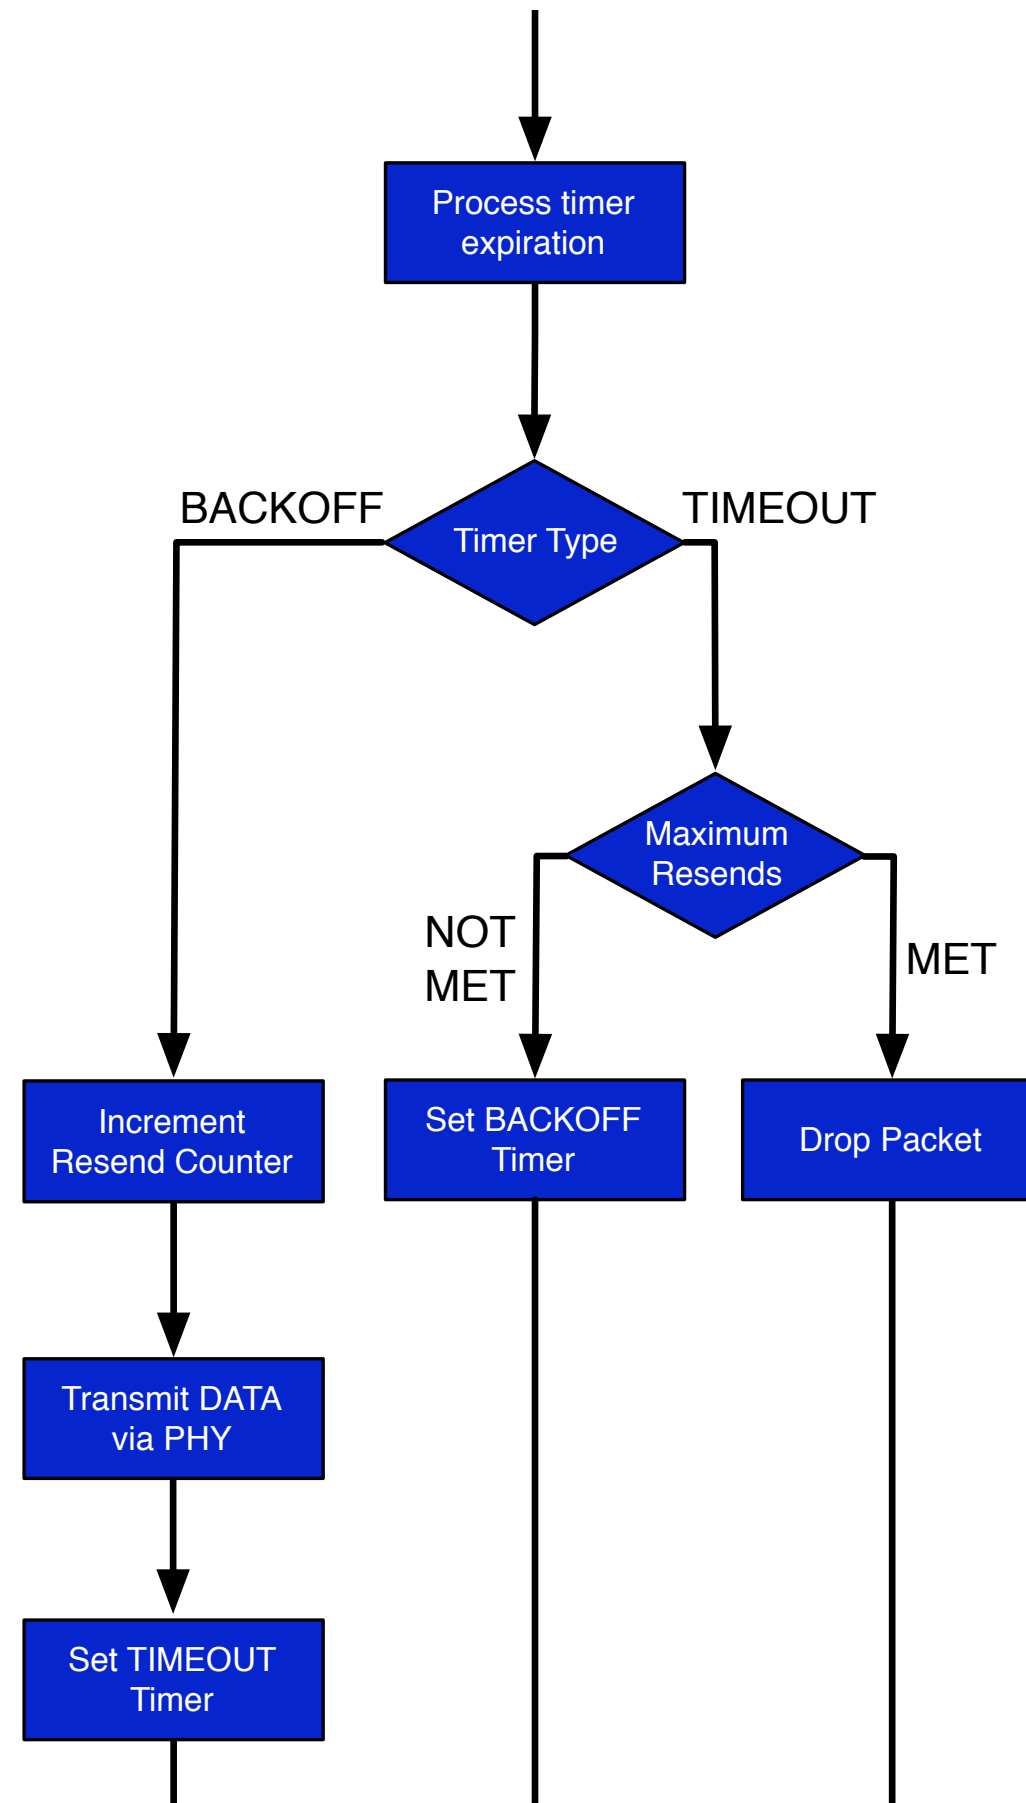 Process timer
expiration
BACKOFF
Timer Type
TIMEOUT
Maximum
Resends
NOT
MET
MET
Increment
Resend Counter
Set BACKOFF
Timer
Drop Packet
Transmit DATA
via PHY
Set TIMEOUT
Timer